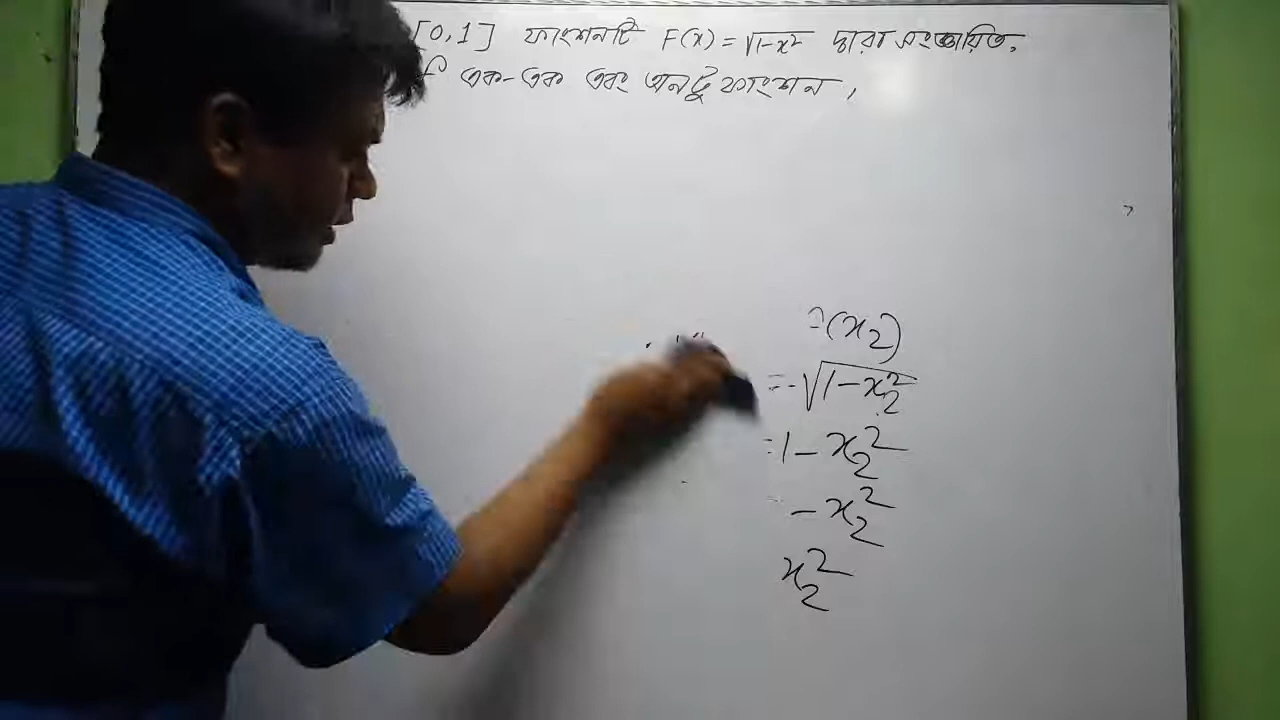 [0,1] ফাংশনটি F(x) = √1-x² দ্বারা সংজ্ঞায়িত,
এক-এক এবং অনটু ফাংশন,
(x₂)
= √1-x₂²
= 1 - x₂²
- x₂²
x₂²